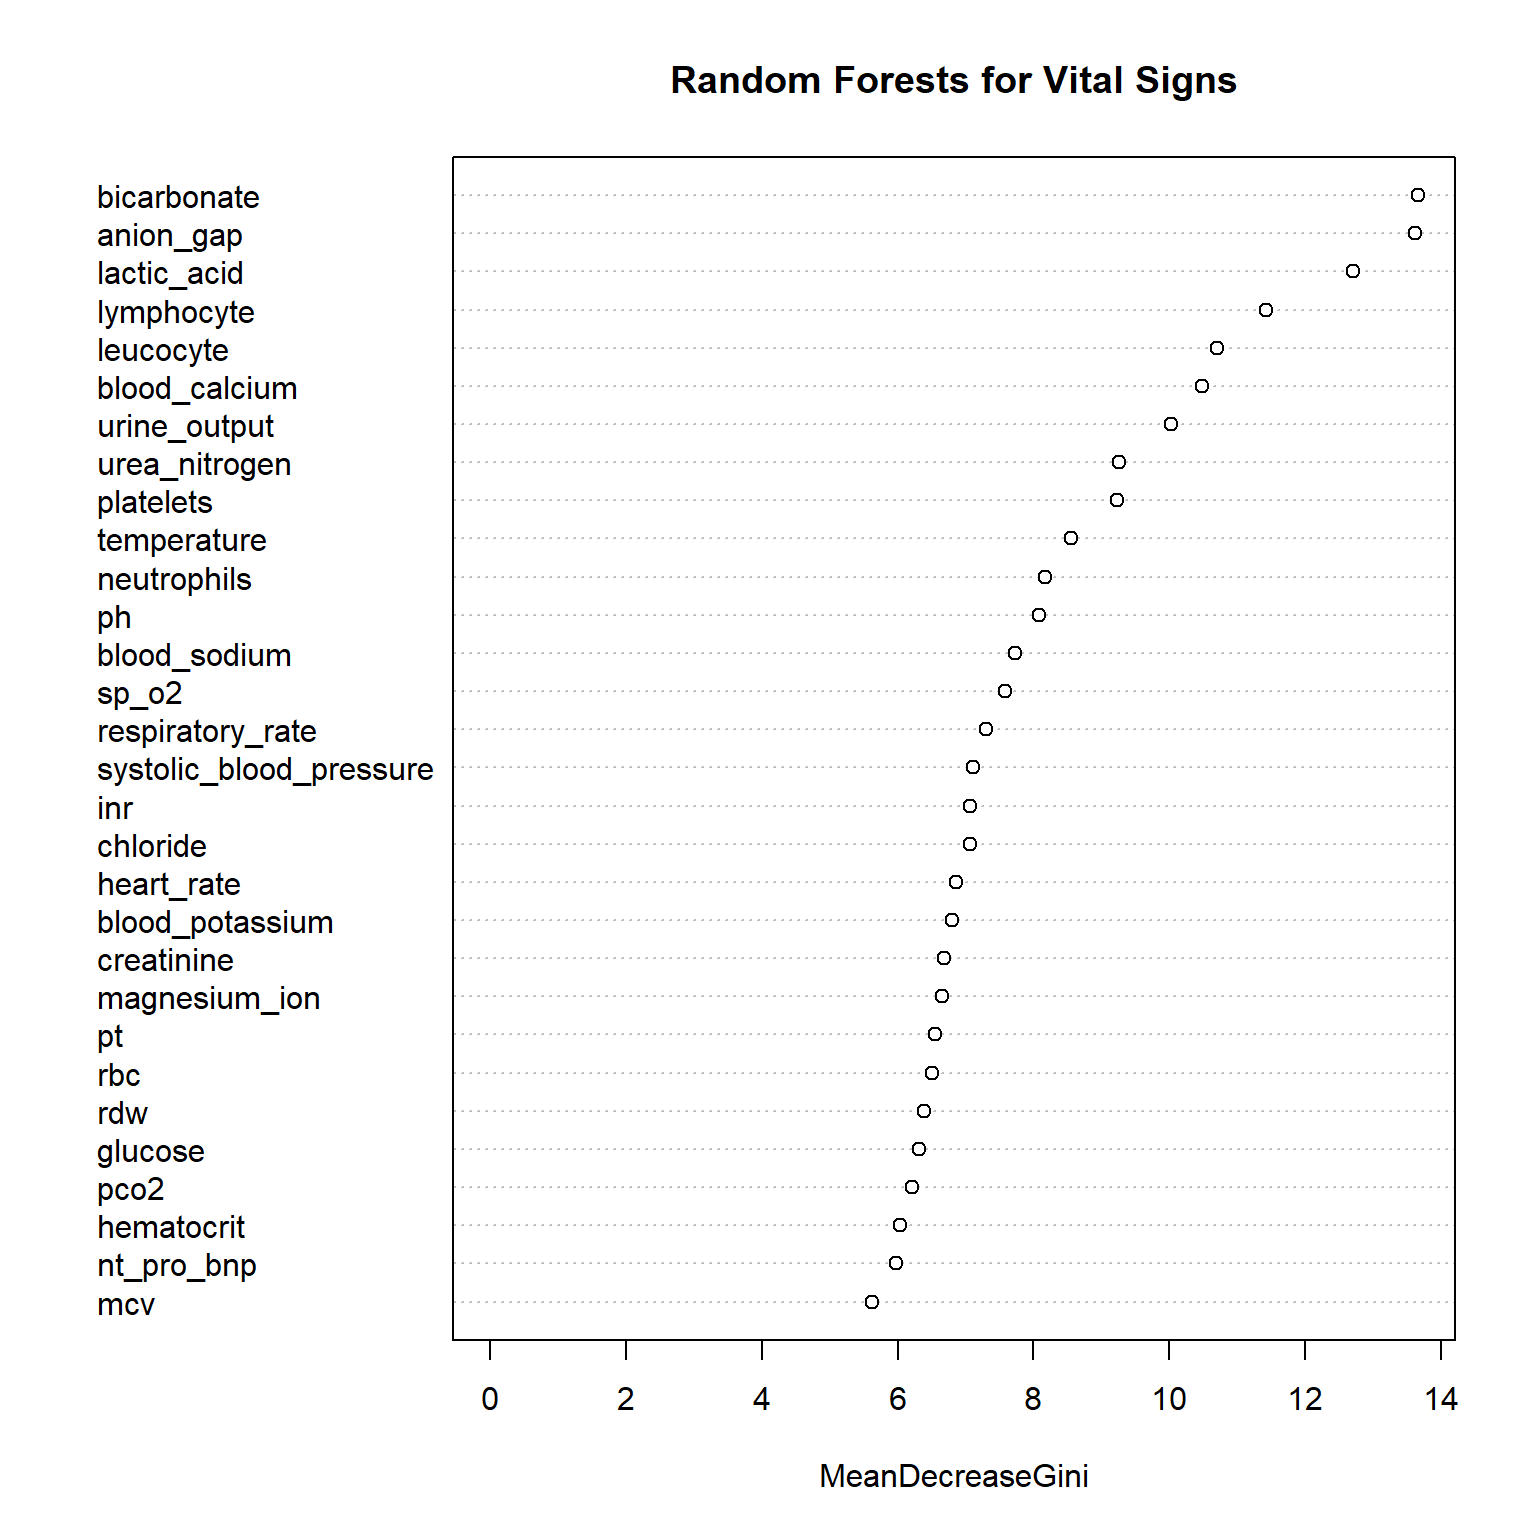 Random Forests for Vital Signs
bicarbonate
anion_gap
lactic_acid
lymphocyte
leucocyte
blood_calcium
urine_output
urea_nitrogen
platelets
temperature
neutrophils
ph
blood_sodium
sp_o2
respiratory_rate
systolic_blood_pressure
inr
chloride
heart_rate
blood_potassium
creatinine
magnesium_ion
pt
rbc
rdw
glucose
pco2
hematocrit
nt_pro_bnp
mcv
0 2 4 6 8 10 12 14
MeanDecreaseGini